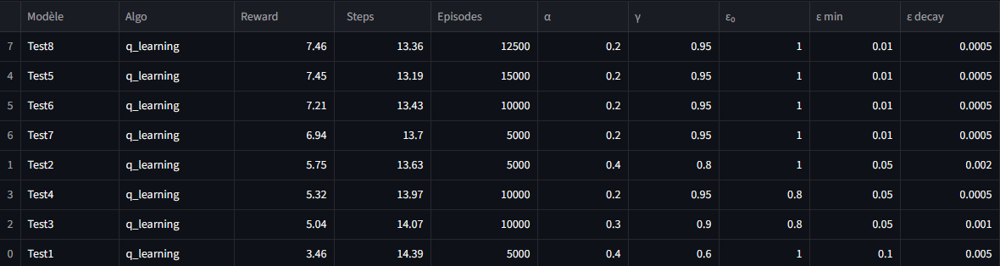 Modèle Algo Reward Steps Episodes α γ ε₀ ε min ε decay
7 Test8 q_learning 7.46 13.36 12500 0.2 0.95 1 0.01 0.0005
4 Test5 q_learning 7.45 13.19 15000 0.2 0.95 1 0.01 0.0005
5 Test6 q_learning 7.21 13.43 10000 0.2 0.95 1 0.01 0.0005
6 Test7 q_learning 6.94 13.7 5000 0.2 0.95 1 0.01 0.0005
1 Test2 q_learning 5.75 13.63 5000 0.4 0.8 1 0.05 0.002
3 Test4 q_learning 5.32 13.97 10000 0.2 0.95 0.8 0.05 0.0005
2 Test3 q_learning 5.04 14.07 10000 0.3 0.9 0.8 0.05 0.001
0 Test1 q_learning 3.46 14.39 5000 0.4 0.6 1 0.1 0.005